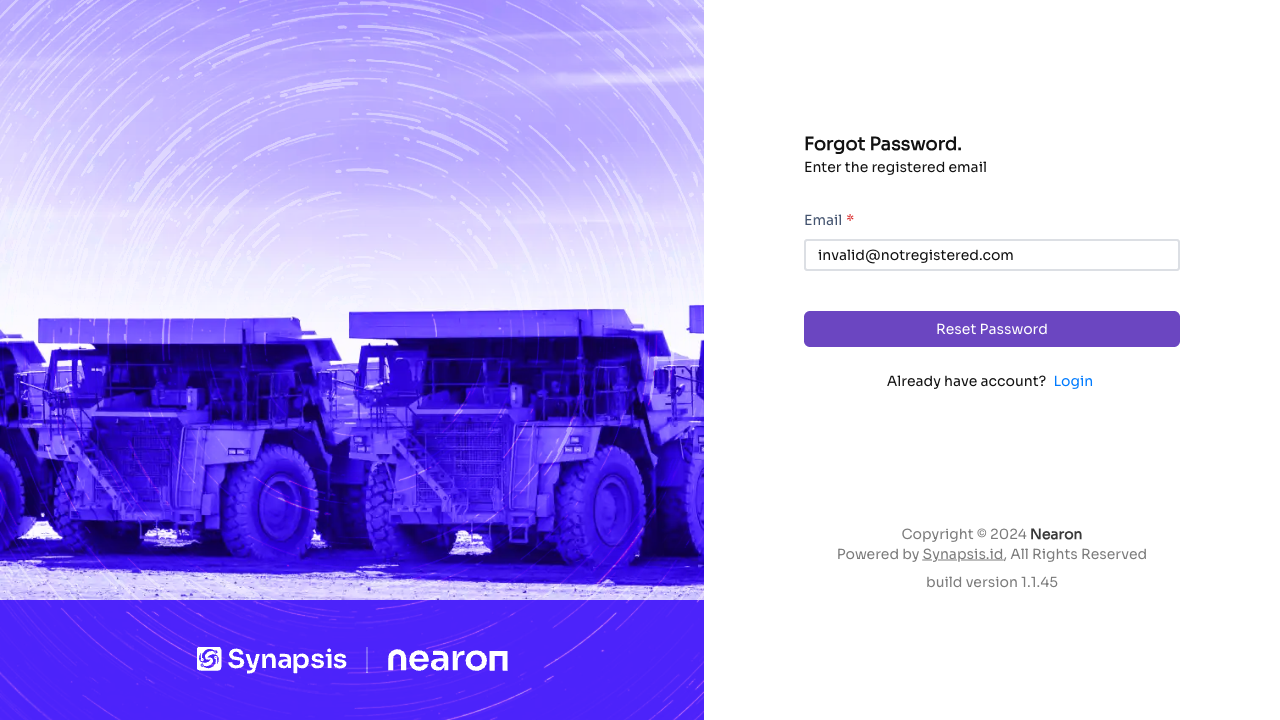 Forgot Password.
Enter the registered email
Email *
invalid@notregistered.com
Reset Password
Already have account? Login
Copyright © 2024 Nearon
Powered by Synapsis.id, All Rights Reserved
build version 1.1.45
Synapsis | nearon